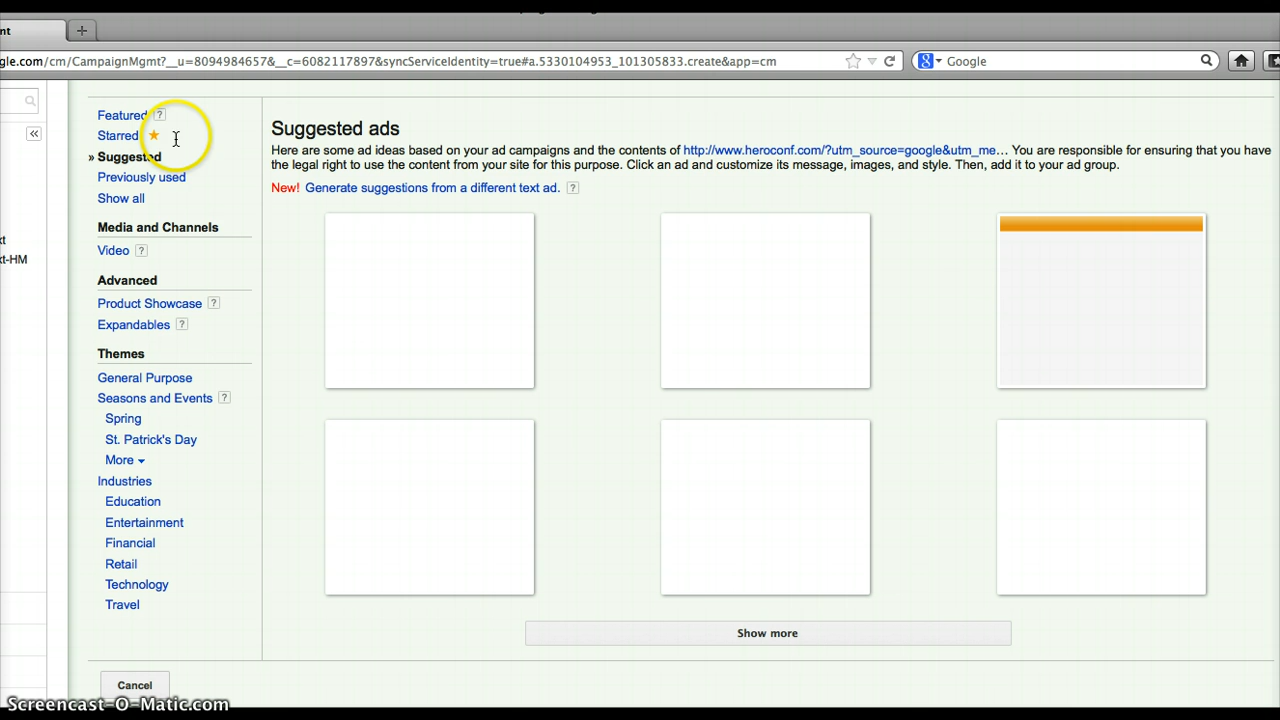 nt
gle.com/cm/CampaignMgmt?__u=8094984657&__c=6082117897&syncServiceIdentity=true#a.5330104953_101305833.create&app=cm
Google
Featured ?
Starred
» Suggested
Previously used
Show all
Media and Channels
Video ?
Advanced
Product Showcase ?
Expandables ?
Themes
General Purpose
Seasons and Events ?
Spring
St. Patrick's Day
More
Industries
Education
Entertainment
Financial
Retail
Technology
Travel
Cancel
xt
xt-HM
Suggested ads
Here are some ad ideas based on your ad campaigns and the contents of http://www.heroconf.com/?utm_source=google&utm_me... You are responsible for ensuring that you have
the legal right to use the content from your site for this purpose. Click an ad and customize its message, images, and style. Then, add it to your ad group.
New! Generate suggestions from a different text ad. ?
Show more
Screencast-O-Matic.com